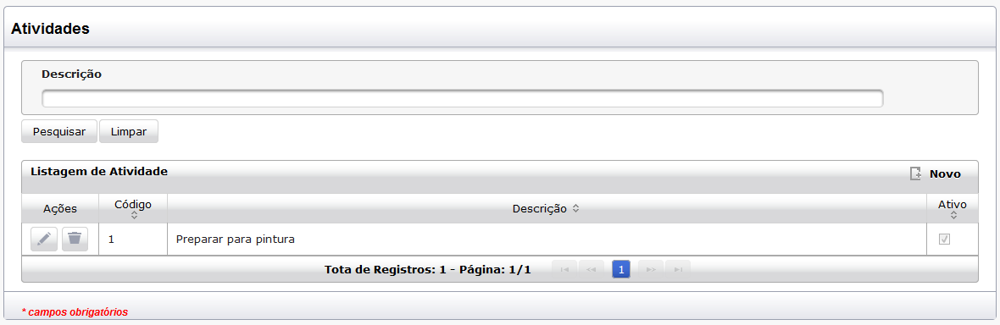 Atividades
Descrição
Pesquisar Limpar
Listagem de Atividade Novo
Ações Código Descrição Ativo
1 Preparar para pintura
Tota de Registros: 1 - Página: 1/1 1
* campos obrigatórios